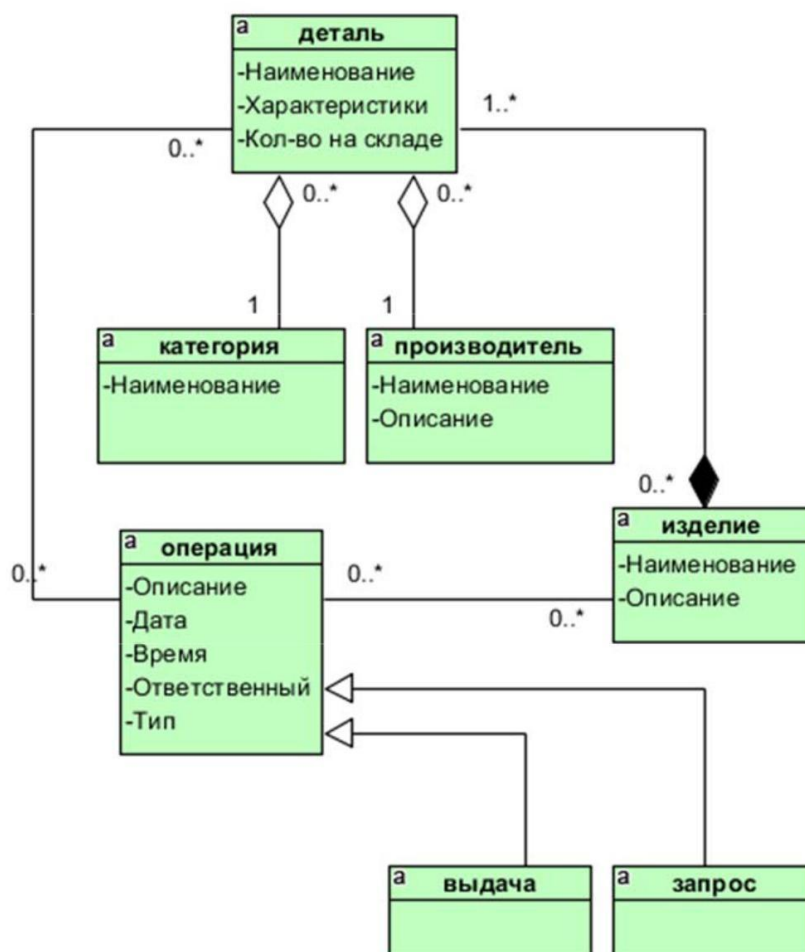 a
деталь
-Наименование
-Характеристики
-Кол-во на складе
1..*
0..*
0..*
0..*
1
1
a
категория
-Наименование
a
производитель
-Наименование
-Описание
0..*
a
изделие
-Наименование
-Описание
a
операция
-Описание
-Дата
-Время
-Ответственный
-Тип
0..*
0..*
0..*
a
выдача
a
запрос